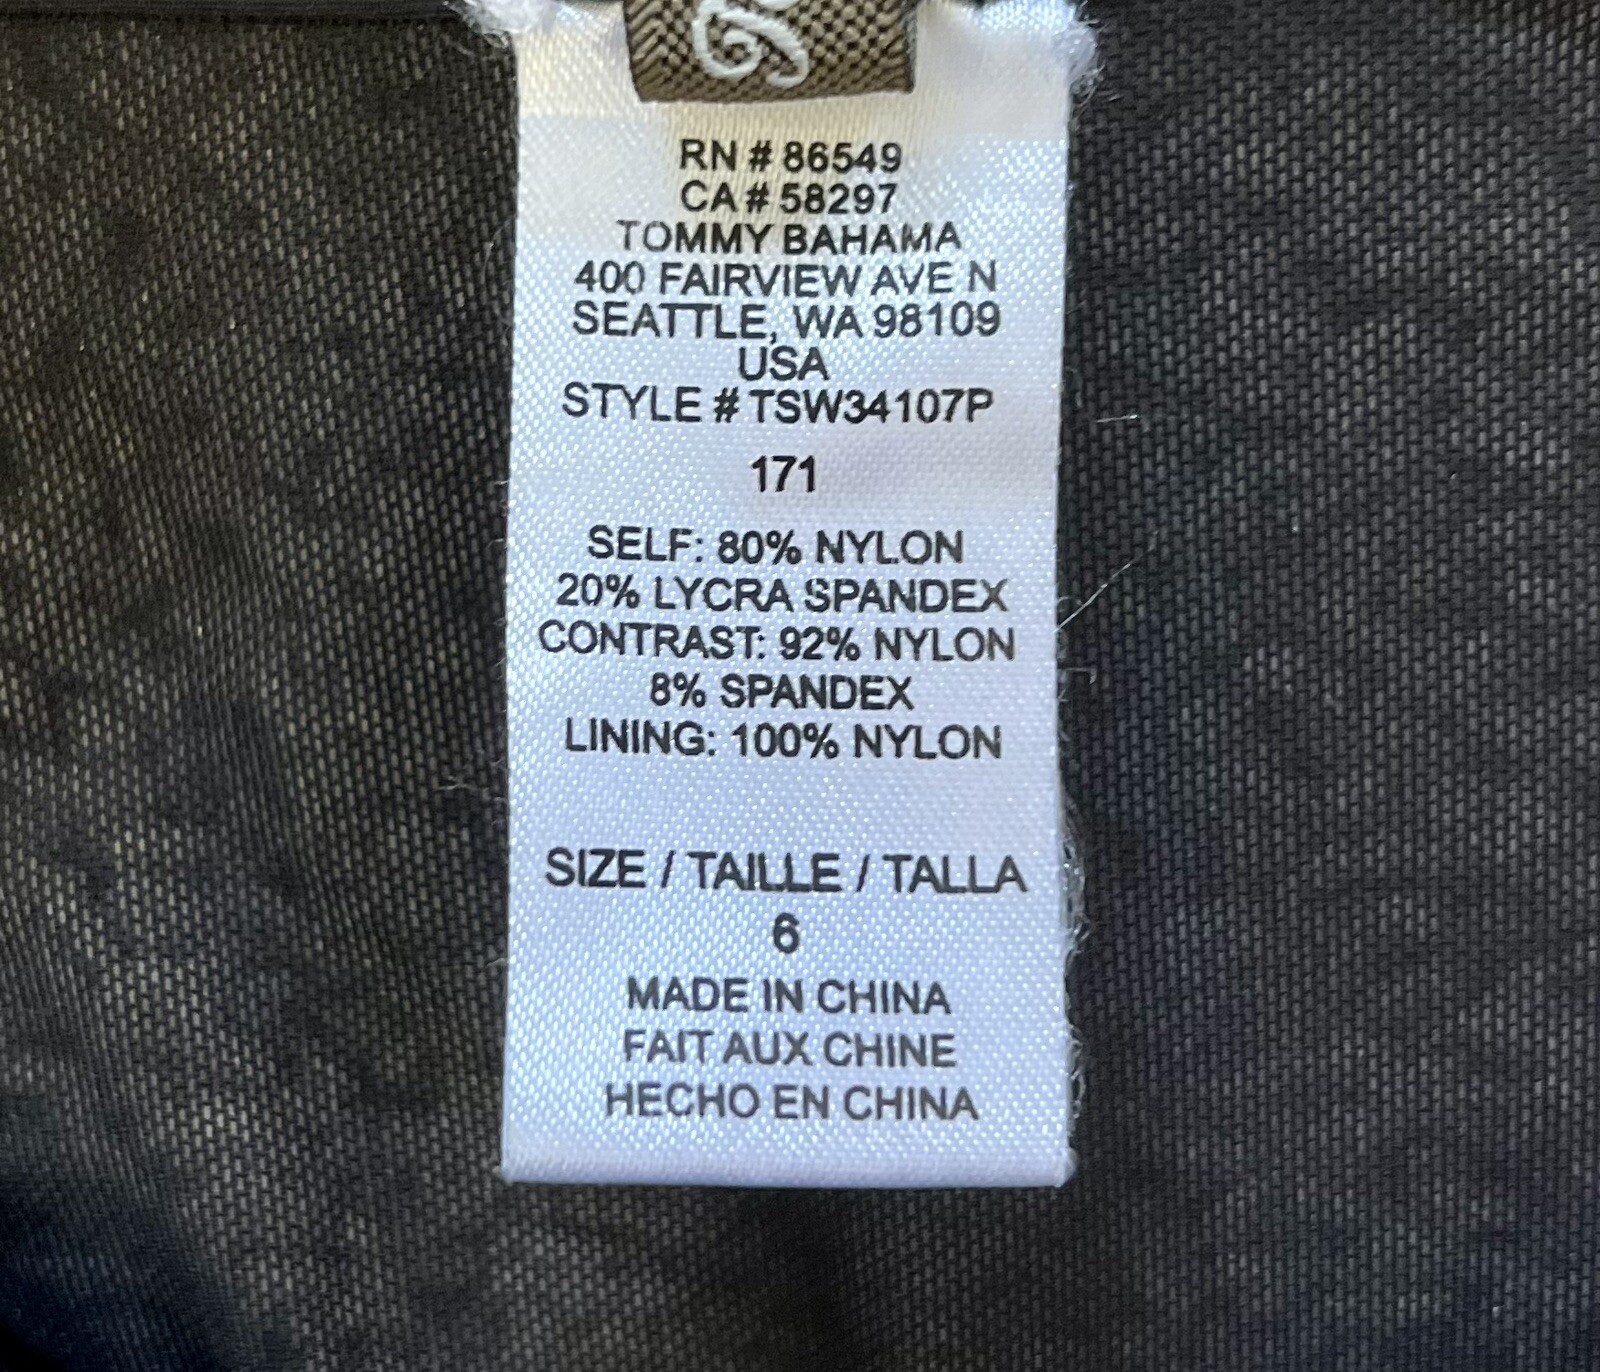 RN # 86549
CA # 58297
TOMMY BAHAMA
400 FAIRVIEW AVE N
SEATTLE, WA 98109
USA
STYLE # TSW34107P
171
SELF: 80% NYLON
20% LYCRA SPANDEX
CONTRAST: 92% NYLON
8% SPANDEX
LINING: 100% NYLON
SIZE / TAILLE / TALLA
6
MADE IN CHINA
FAIT AUX CHINE
HECHO EN CHINA